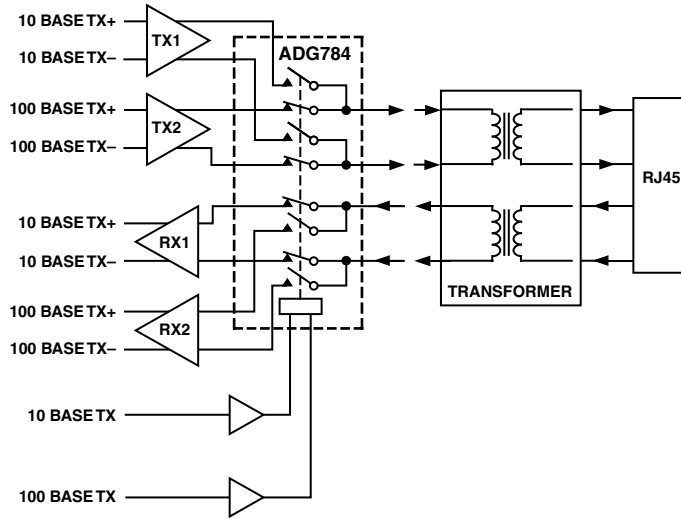 10 BASE TX+
TX1
10 BASE TX–
ADG784
100 BASE TX+
TX2
100 BASE TX–
RJ45
10 BASE TX+
RX1
10 BASE TX–
TRANSFORMER
100 BASE TX+
RX2
100 BASE TX–
10 BASE TX
100 BASE TX